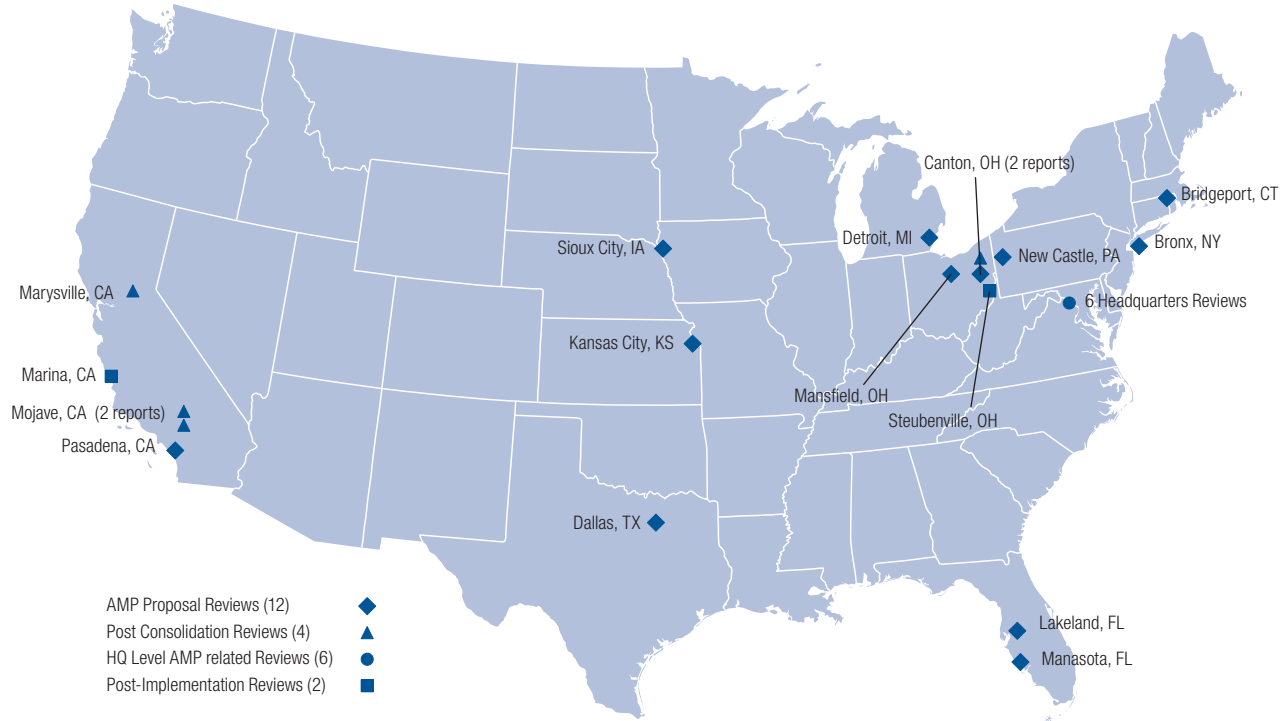 Canton, OH (2 reports)
Bridgeport, CT
Detroit, MI
Bronx, NY
Sioux City, IA
New Castle, PA
Marysville, CA
6 Headquarters Reviews
Kansas City, KS
Marina, CA
Mansfield, OH
Mojave, CA (2 reports)
Steubenville, OH
Pasadena, CA
Dallas, TX
AMP Proposal Reviews (12)
Post Consolidation Reviews (4)
HQ Level AMP related Reviews (6)
Post-Implementation Reviews (2)
Lakeland, FL
Manasota, FL